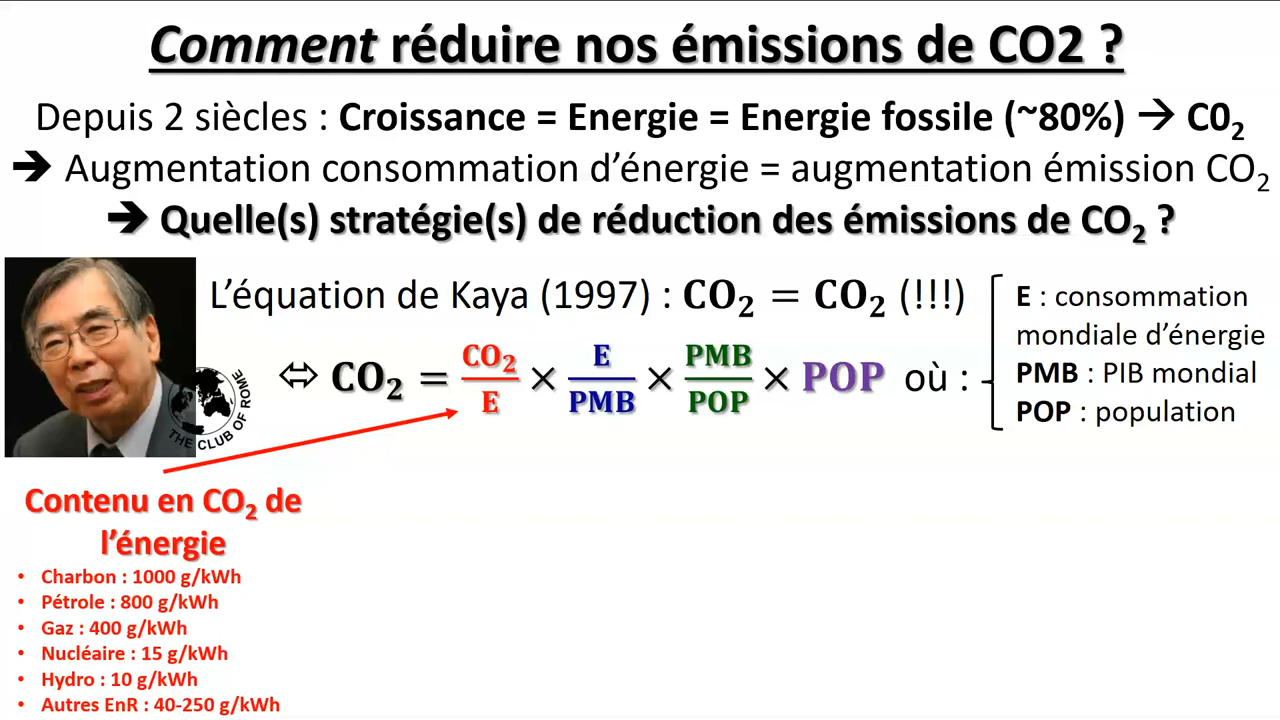 Comment réduire nos émissions de CO2 ?
Depuis 2 siècles : Croissance = Energie = Energie fossile (~80%) → C0₂
➔ Augmentation consommation d’énergie = augmentation émission CO₂
➔ Quelle(s) stratégie(s) de réduction des émissions de CO₂ ?
L’équation de Kaya (1997) : CO₂ = CO₂ (!!!)
⇔ CO₂ = CO₂/E × E/PMB × PMB/POP × POP où :
E : consommation
mondiale d’énergie
PMB : PIB mondial
POP : population
THE CLUB OF ROME
Contenu en CO₂ de
l’énergie
• Charbon : 1000 g/kWh
• Pétrole : 800 g/kWh
• Gaz : 400 g/kWh
• Nucléaire : 15 g/kWh
• Hydro : 10 g/kWh
• Autres EnR : 40-250 g/kWh